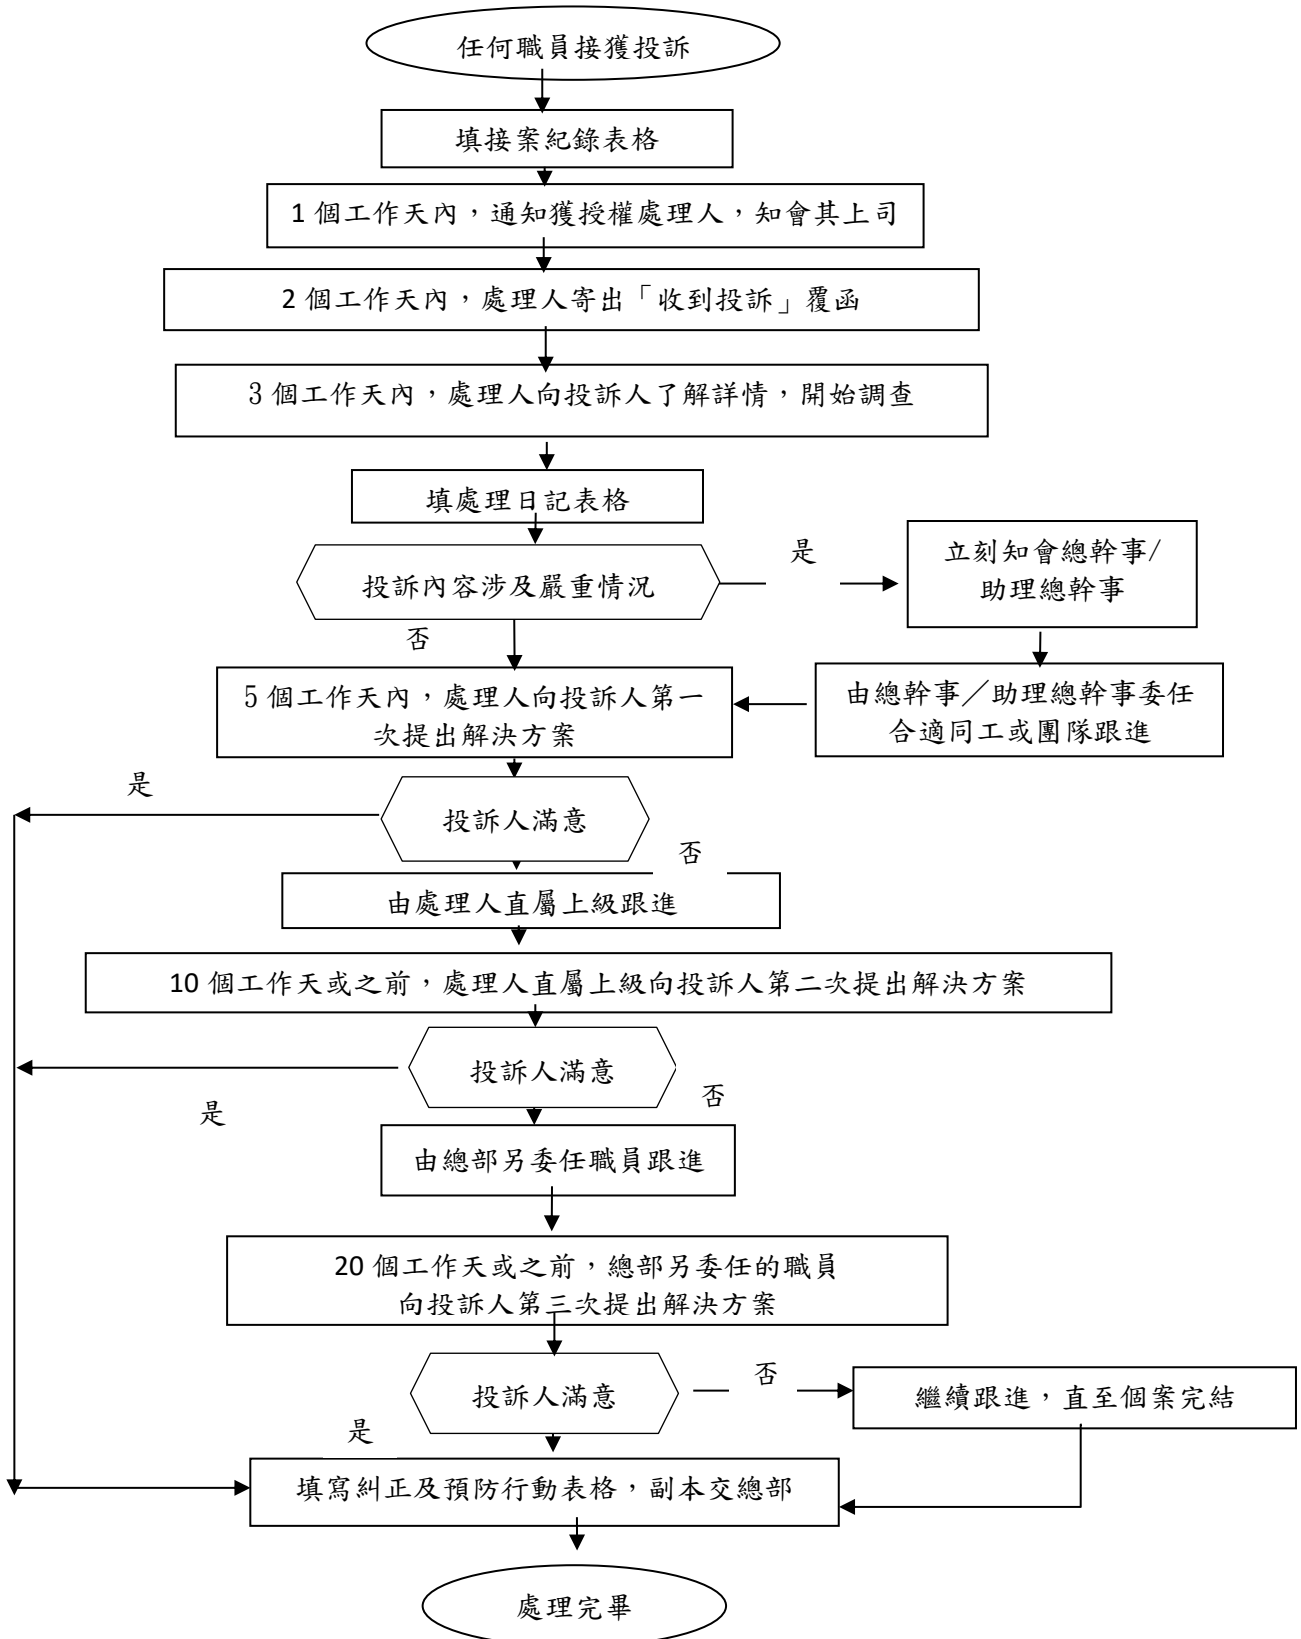 任何職員接獲投訴
填接案紀錄表格
1 個工作天內，通知獲授權處理人，知會其上司
2 個工作天內，處理人寄出「收到投訴」覆函
3 個工作天內，處理人向投訴人了解詳情，開始調查
填處理日記表格
投訴內容涉及嚴重情況
是
立刻知會總幹事/
助理總幹事
否
5 個工作天內，處理人向投訴人第一
次提出解決方案
由總幹事／助理總幹事委任
合適同工或團隊跟進
是
投訴人滿意
否
由處理人直屬上級跟進
10 個工作天或之前，處理人直屬上級向投訴人第二次提出解決方案
投訴人滿意
是
否
由總部另委任職員跟進
20 個工作天或之前，總部另委任的職員
向投訴人第三次提出解決方案
投訴人滿意
否
繼續跟進，直至個案完結
是
填寫糾正及預防行動表格，副本交總部
處理完畢